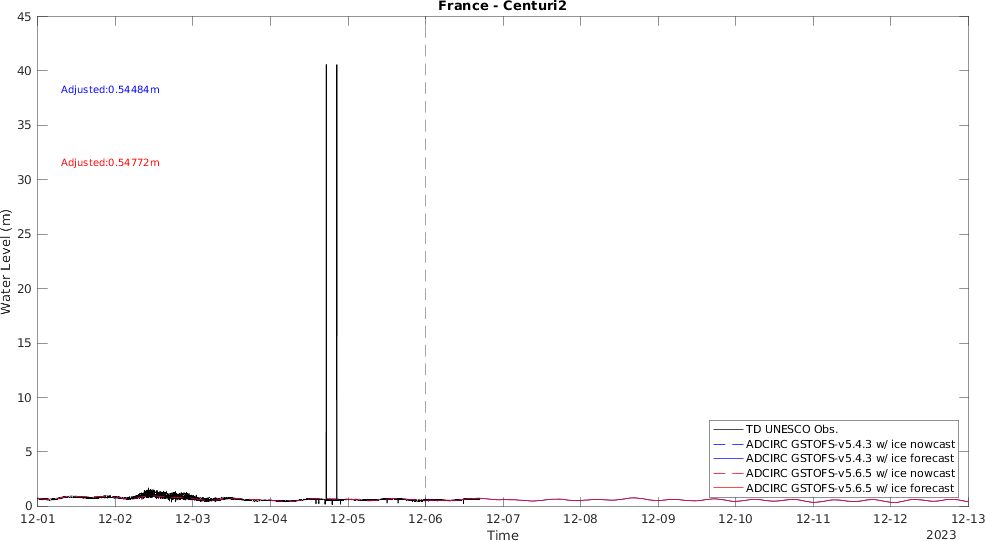 France - Centuri2
45
40
35
30
25
20
15
10
5
0
Water Level (m)
Adjusted:0.54484m
Adjusted:0.54772m
TD UNESCO Obs.
ADCIRC GSTOFS-v5.4.3 w/ ice nowcast
ADCIRC GSTOFS-v5.4.3 w/ ice forecast
ADCIRC GSTOFS-v5.6.5 w/ ice nowcast
ADCIRC GSTOFS-v5.6.5 w/ ice forecast
12-01 12-02 12-03 12-04 12-05 12-06 12-07 12-08 12-09 12-10 12-11 12-12 12-13
Time
2023